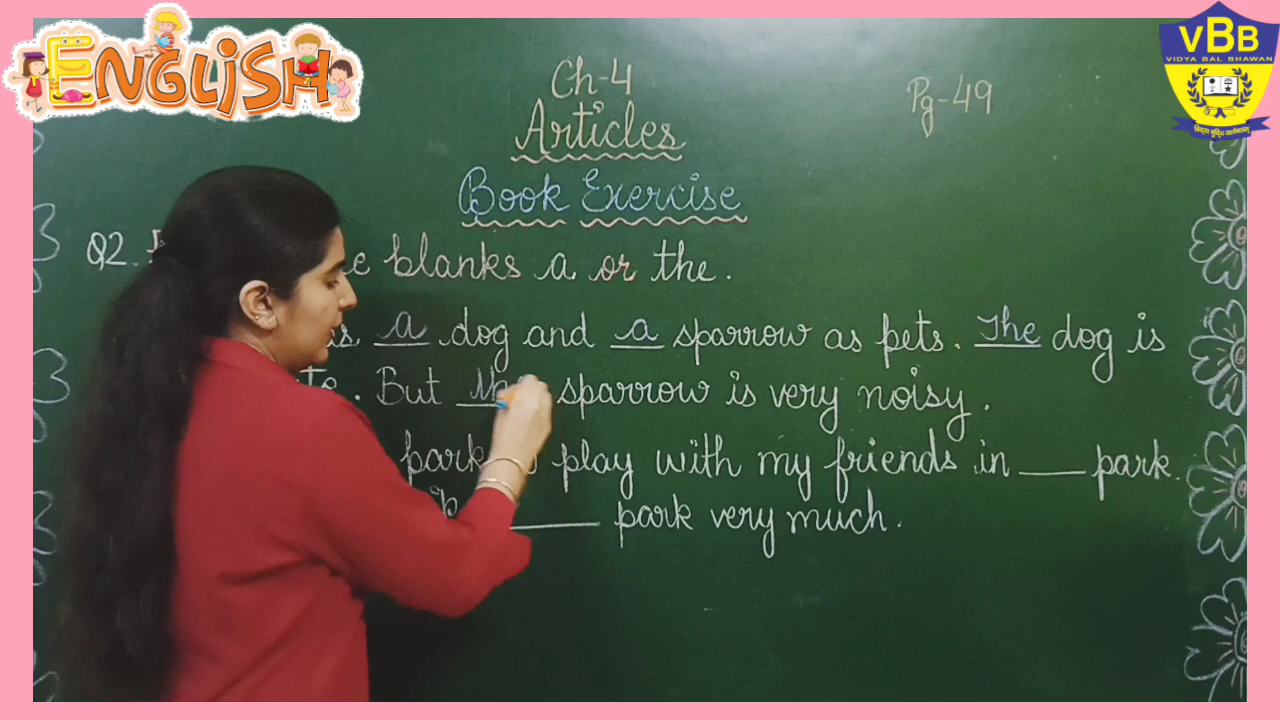 ENGLISH
VBB
VIDYA BAL BHAWAN
Ch-4
Pg-49
Articles
Book Exercise
Q2. blanks a or the.
a dog and a sparrow as pets. The dog is
But sparrow is very noisy.
park play with my friends in ___ park.
______ park very much.